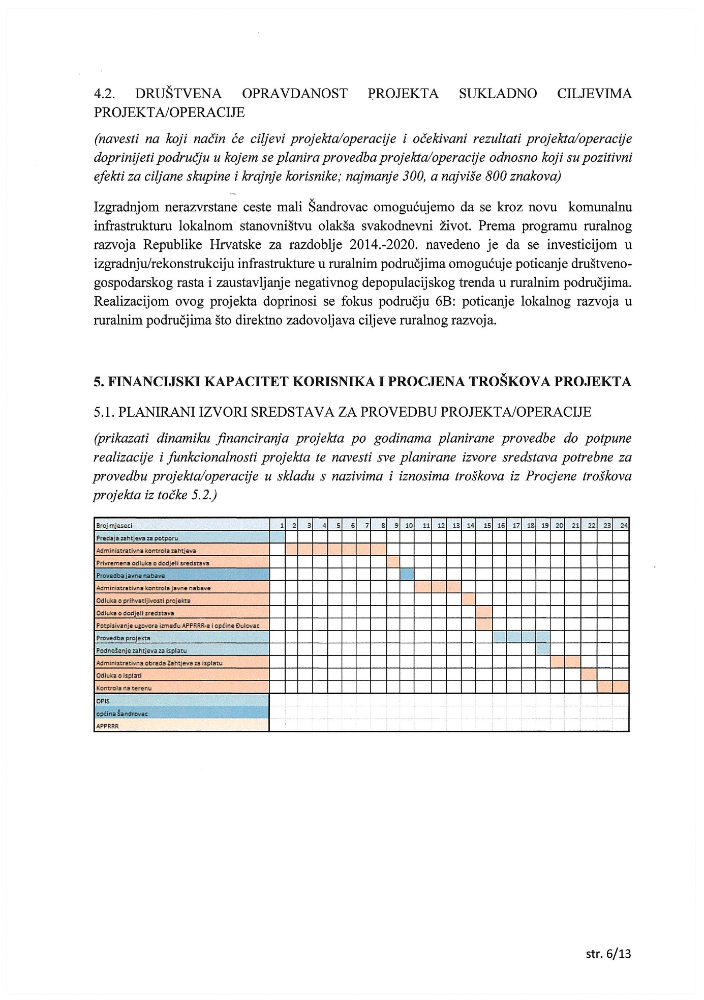 4.2. DRUŠTVENA OPRAVDANOST PROJEKTA SUKLADNO CILJEVIMA
PROJEKTA/OPERACIJE
(navesti na koji način će ciljevi projekta/operacije i očekivani rezultati projekta/operacije
doprinijeti području u kojem se planira provedba projekta/operacije odnosno koji su pozitivni
efekti za ciljane skupine i krajnje korisnike; najmanje 300, a najviše 800 znakova)
Izgradnjom nerazvrstane ceste mali Šandrovac omogućujemo da se kroz novu komunalnu
infrastrukturu lokalnom stanovništvu olakša svakodnevni život. Prema programu ruralnog
razvoja Republike Hrvatske za razdoblje 2014.-2020. navedeno je da se investicijom u
izgradnju/rekonstrukciju infrastrukture u ruralnim područjima omogućuje poticanje društveno-
gospodarskog rasta i zaustavljanje negativnog depopulacijskog trenda u ruralnim područjima.
Realizacijom ovog projekta doprinosi se fokus području 6B: poticanje lokalnog razvoja u
ruralnim područjima što direktno zadovoljava ciljeve ruralnog razvoja.
5. FINANCIJSKI KAPACITET KORISNIKA I PROCJENA TROŠKOVA PROJEKTA
5.1. PLANIRANI IZVORI SREDSTAVA ZA PROVEDBU PROJEKTA/OPERACIJE
(prikazati dinamiku financiranja projekta po godinama planirane provedbe do potpune
realizacije i funkcionalnosti projekta te navesti sve planirane izvore sredstava potrebne za
provedbu projekta/operacije u skladu s nazivima i iznosima troškova iz Procjene troškova
projekta iz točke 5.2.)
Broj mjeseci 1 2 3 4 5 6 7 8 9 10 11 12 13 14 15 16 17 18 19 20 21 22 23 24
Predaja zahtjeva za potporu
Administrativna kontrola zahtjeva
Privremena odluka o dodjeli sredstava
Provedba javne nabave
Administrativna kontrola javne nabave
Odluka o prihvatljivosti projekta
Odluka o dodjeli sredstava
Potpisivanje ugovora između APPRRR-a i općine Đulovac
Provedba projekta
Podnošenje zahtjeva za isplatu
Administrativna obrada Zahtjeva za isplatu
Odluka o isplati
Kontrola na terenu
OPIS
općina Šandrovac
APPRRR
str. 6/13